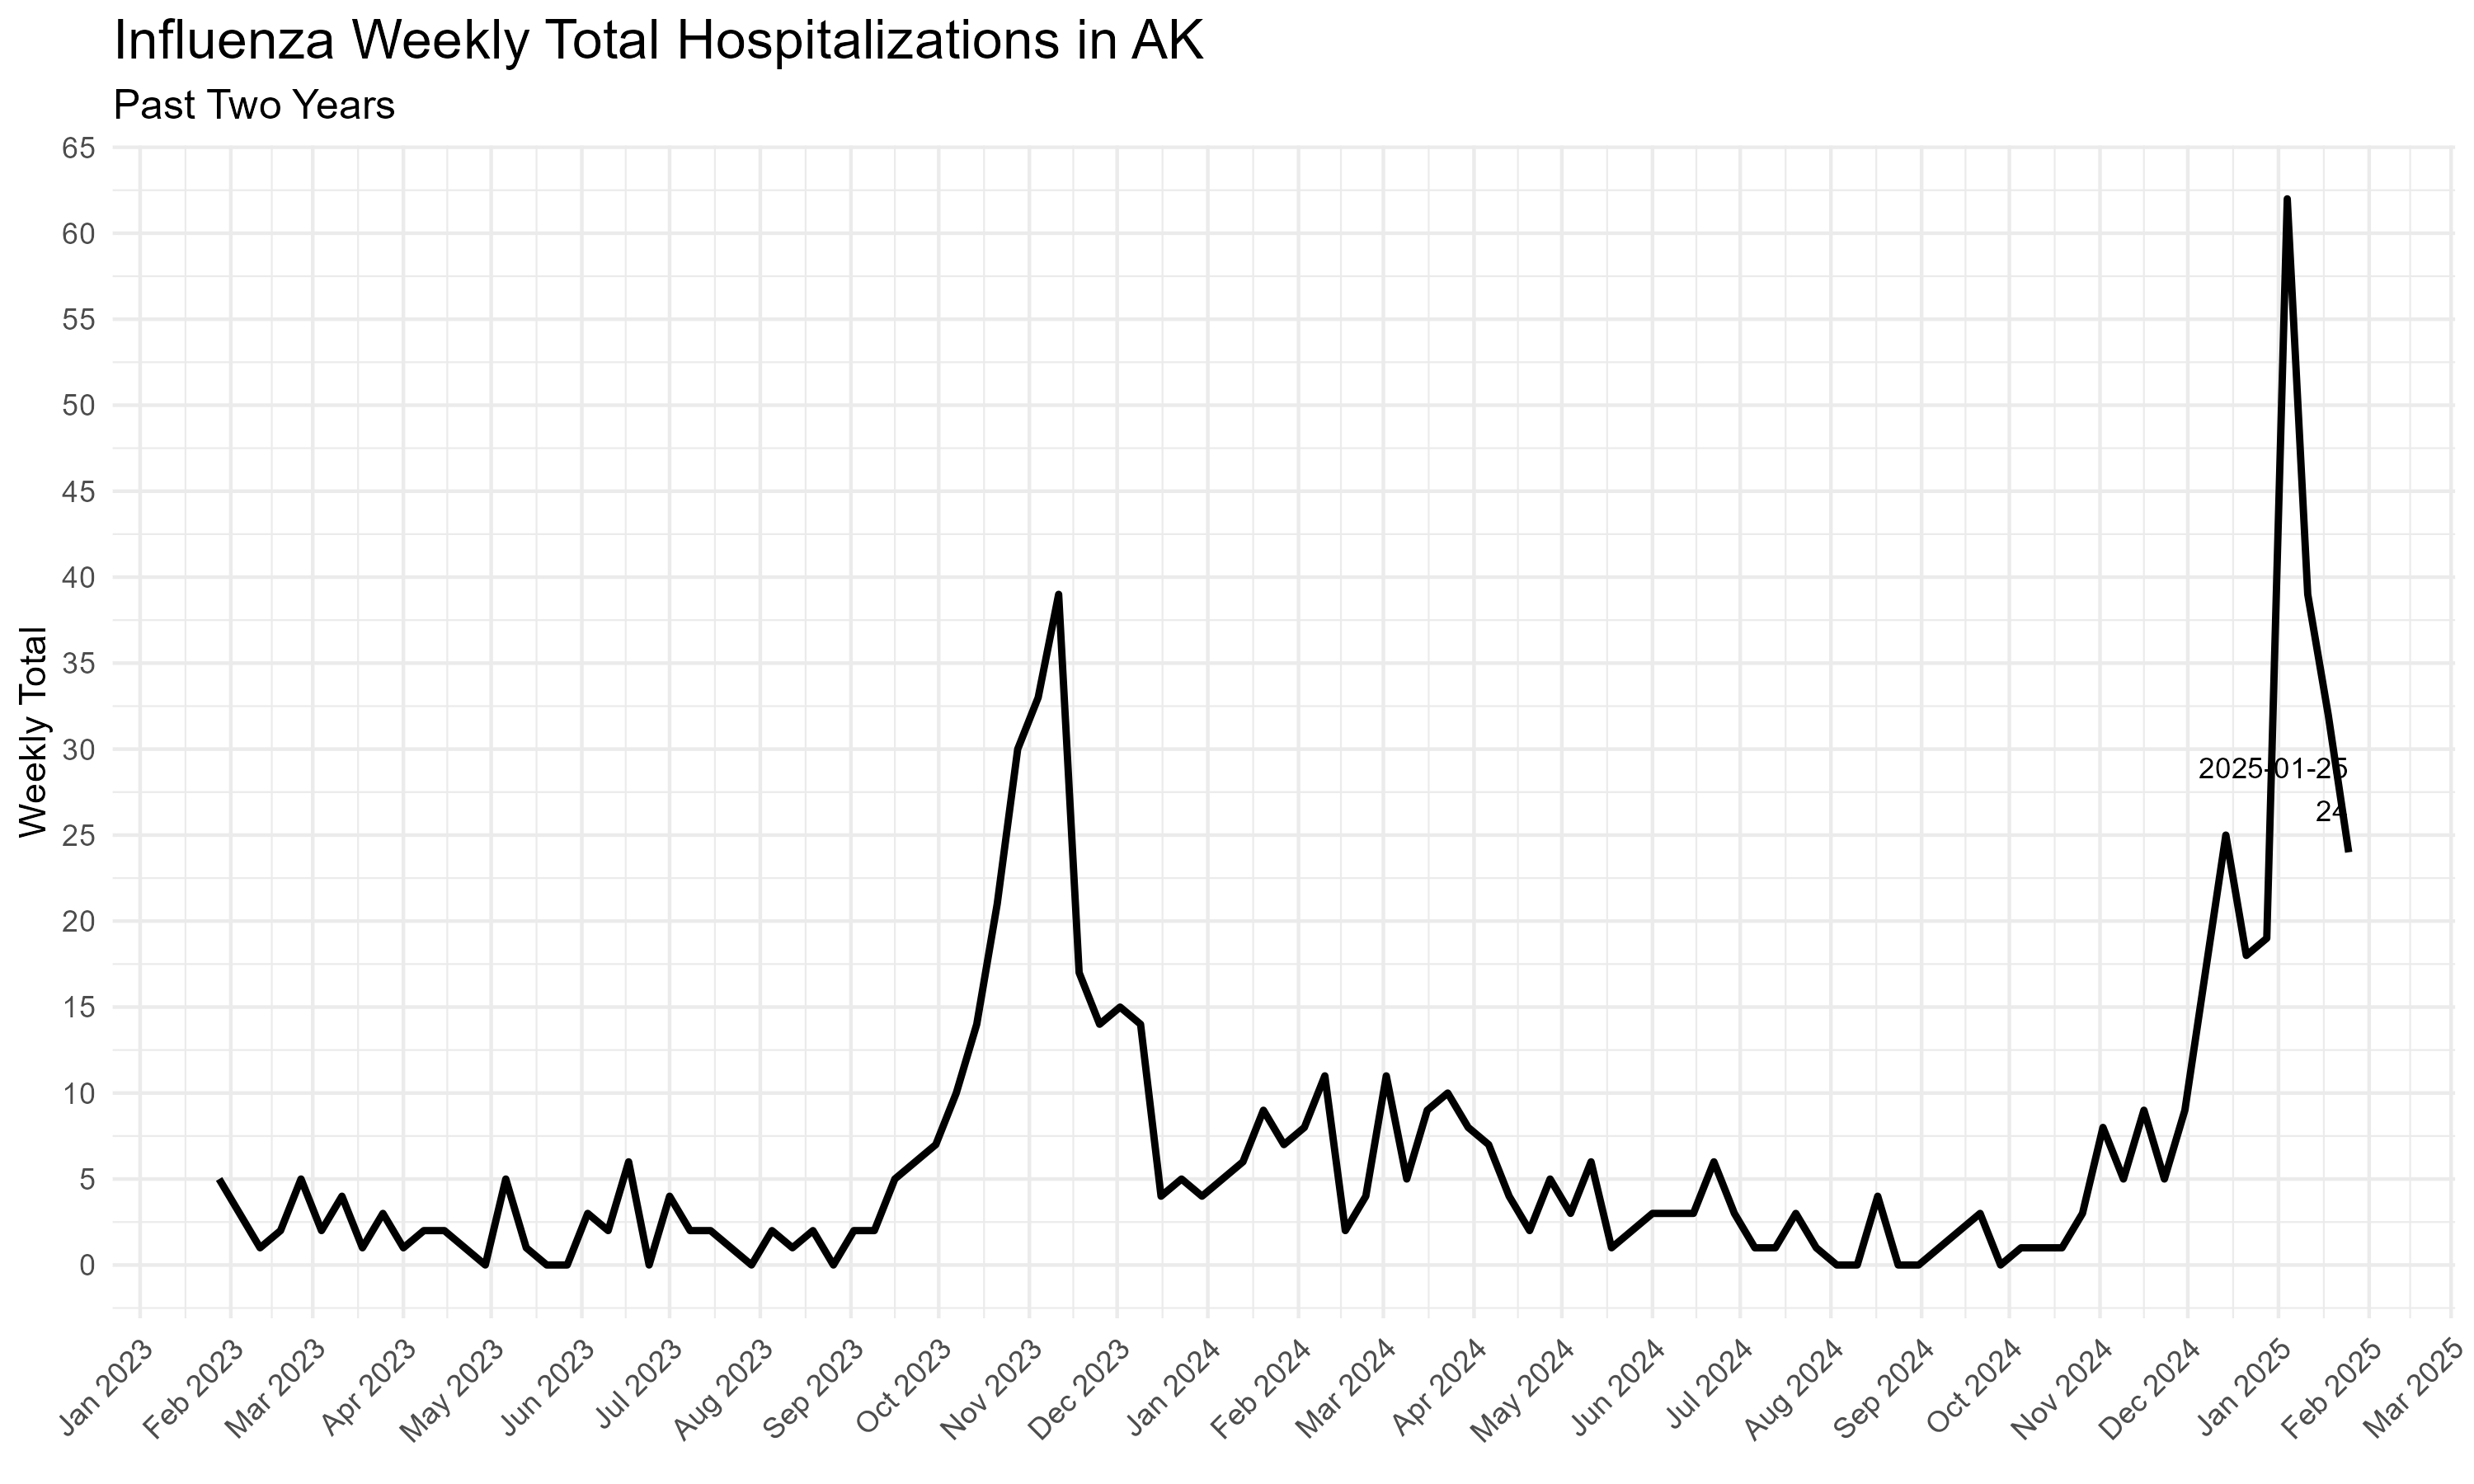 Influenza Weekly Total Hospitalizations in AK
Past Two Years
65
60
55
50
45
40
35
30
25
20
15
10
5
0
Weekly Total
2025-01-25
24
Jan 2023
Feb 2023
Mar 2023
Apr 2023
May 2023
Jun 2023
Jul 2023
Aug 2023
Sep 2023
Oct 2023
Nov 2023
Dec 2023
Jan 2024
Feb 2024
Mar 2024
Apr 2024
May 2024
Jun 2024
Jul 2024
Aug 2024
Sep 2024
Oct 2024
Nov 2024
Dec 2024
Jan 2025
Feb 2025
Mar 2025